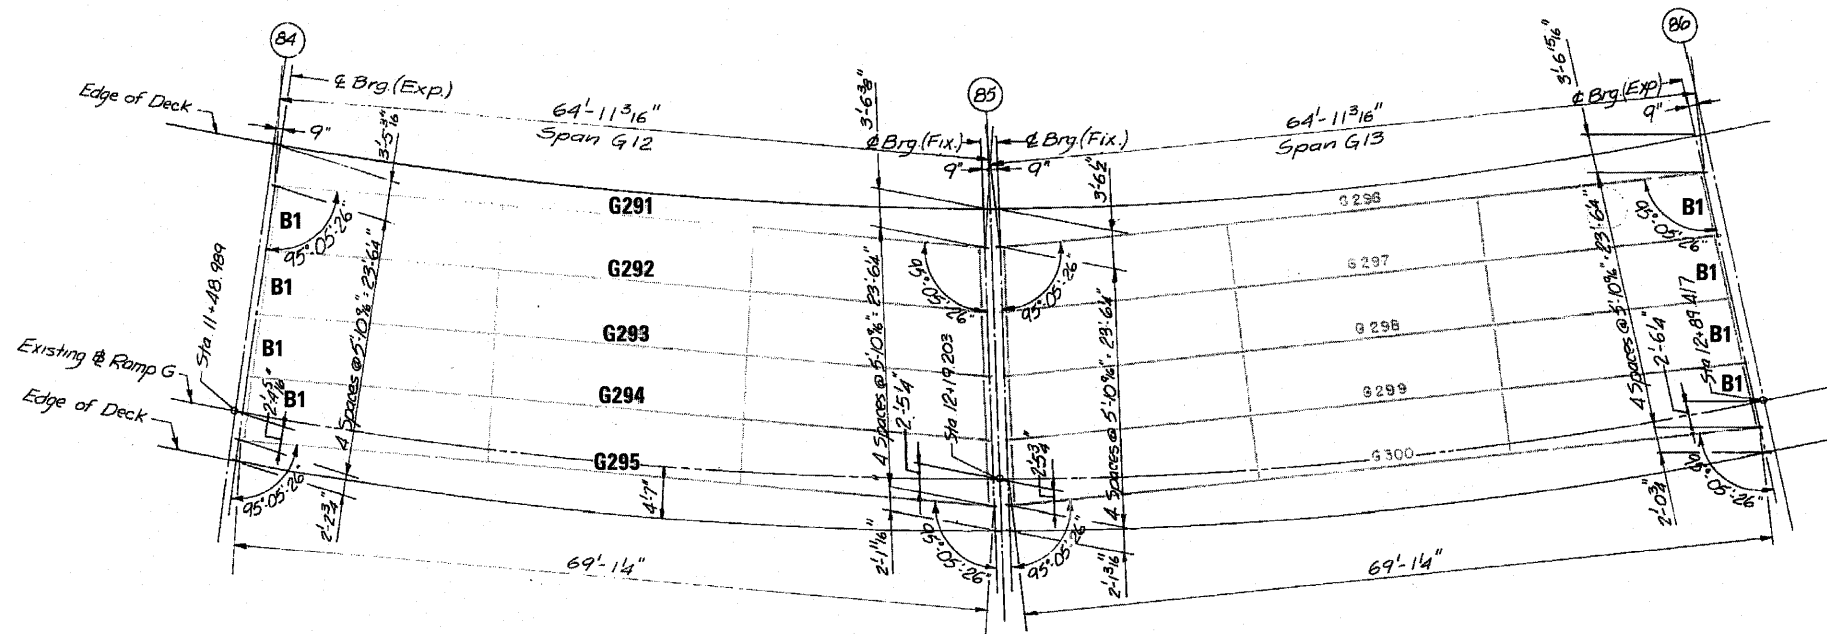 84
85
86
Edge of Deck
℄ Brg.(Exp.)
64'-11 3/16"
Span G12
9"
3'-5 3/4"
3'-6 3/8"
℄ Brg.(Fix.)
9"
℄ Brg.(Fix.)
9"
3'-6 1/2"
64'-11 3/16"
Span G13
3'-6 15/16"
℄ Brg.(Exp)
9"
B1
95°-05'-26"
G291
95°-05'-26"
95°-05'-26"
G296
95°-05'-26"
B1
G292
G297
B1
B1
G293
G298
B1
B1
G294
G299
B1
B1
G295
G300
Sta 11+48.989
Existing ℄ Ramp G
Edge of Deck
4 Spaces @ 5'-10 9/16" = 23'-6 1/4"
4 Spaces @ 5'-10 9/16" = 23'-6 1/4"
2'-5 1/4"
Sta 12+19.203
4 Spaces @ 5'-10 9/16" = 23'-6 1/4"
4 Spaces @ 5'-10 9/16" = 23'-6 1/4"
2'-6 1/4"
Sta 12+89.417
95°-05'-26"
2'-2 3/4"
4'-7"
2'-1 11/16"
95°-05'-26"
2'-5 3/4"
95°-05'-26"
2'-1 3/16"
2'-0 3/4"
95°-05'-26"
69'-1 1/4"
69'-1 1/4"